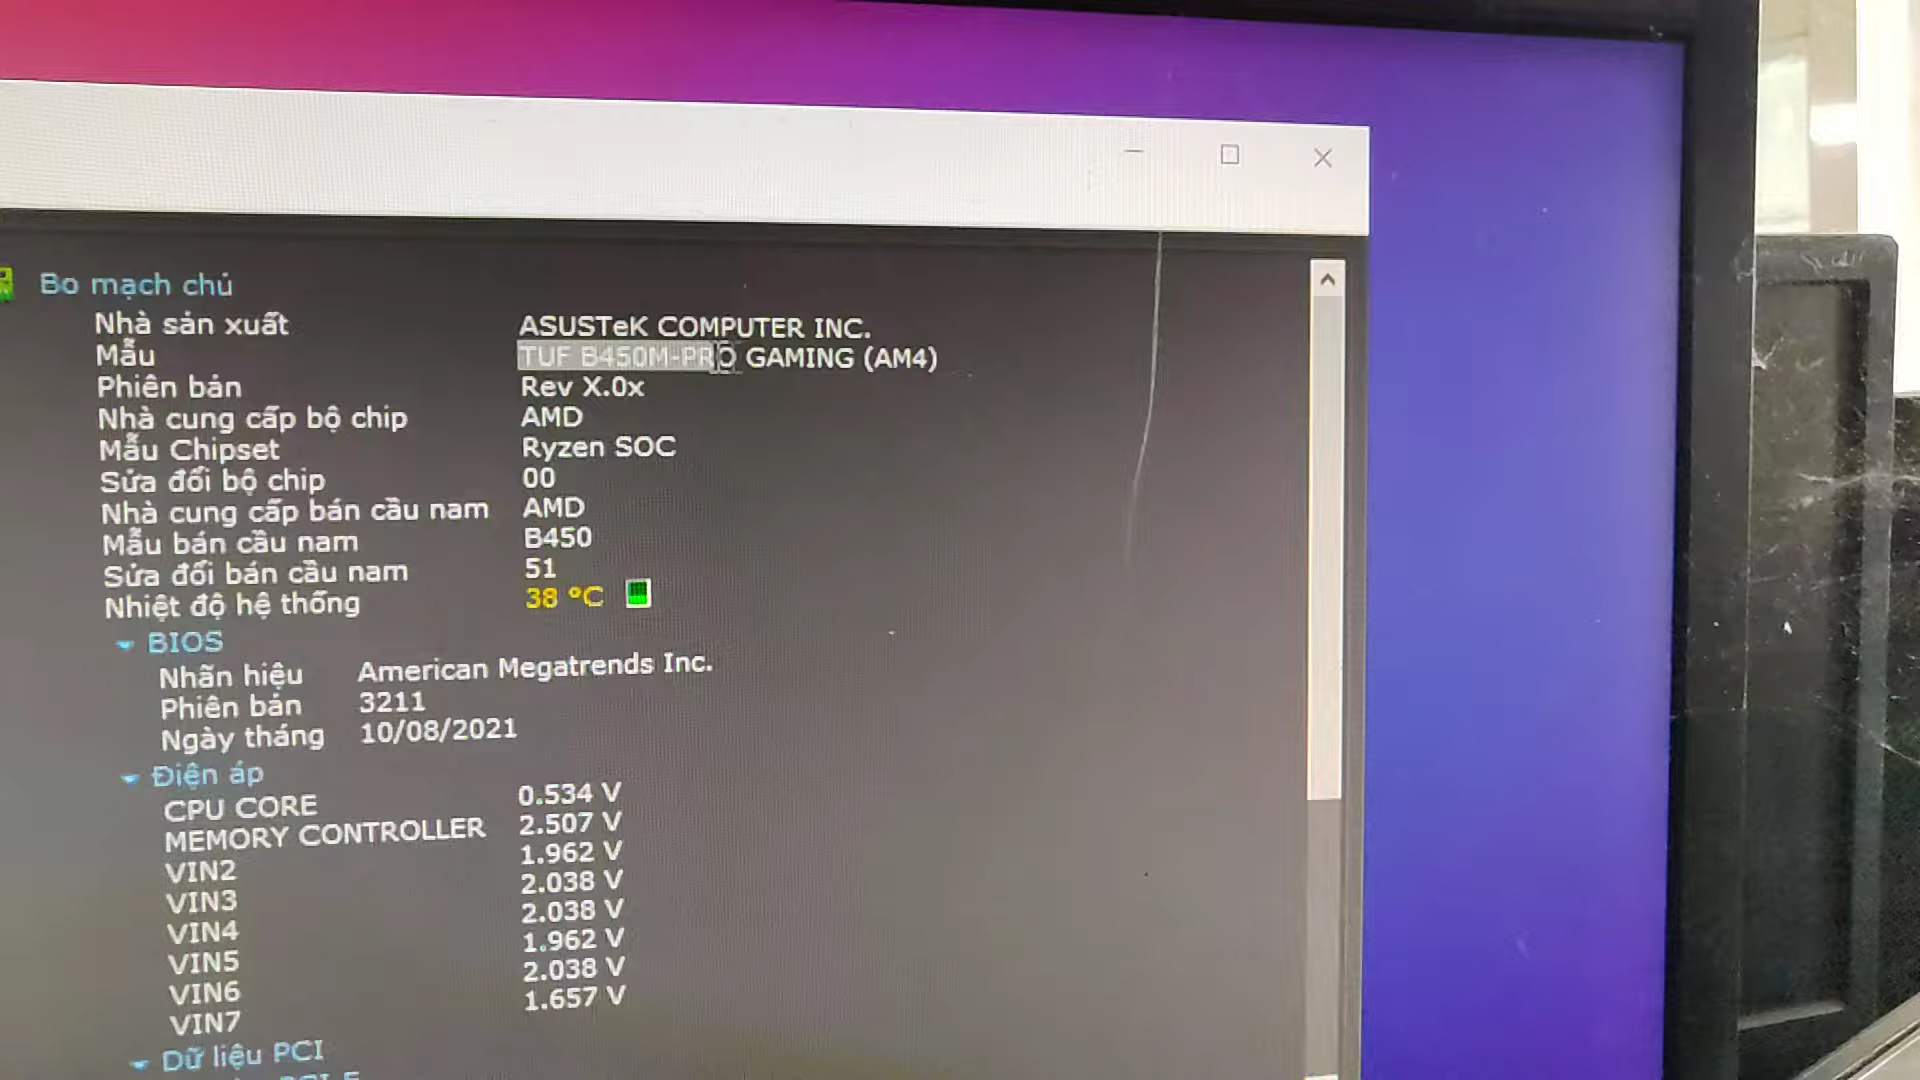 Bo mạch chủ
Nhà sản xuất ASUSTeK COMPUTER INC.
Mẫu TUF B450M-PRO GAMING (AM4)
Phiên bản Rev X.0x
Nhà cung cấp bộ chip AMD
Mẫu Chipset Ryzen SOC
Sửa đổi bộ chip 00
Nhà cung cấp bán cầu nam AMD
Mẫu bán cầu nam B450
Sửa đổi bán cầu nam 51
Nhiệt độ hệ thống 38 °C
BIOS
Nhãn hiệu American Megatrends Inc.
Phiên bản 3211
Ngày tháng 10/08/2021
Điện áp
CPU CORE 0.534 V
MEMORY CONTROLLER 2.507 V
VIN2 1.962 V
VIN3 2.038 V
VIN4 2.038 V
VIN5 1.962 V
VIN6 2.038 V
VIN7 1.657 V
Dữ liệu PCI